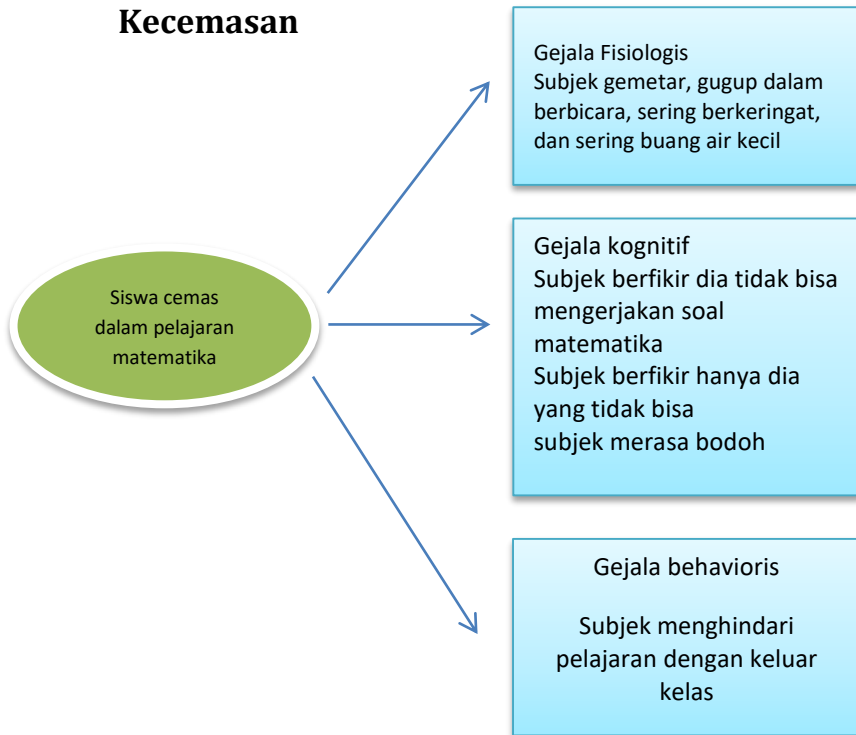 Kecemasan
Gejala Fisiologis
Subjek gemetar, gugup dalam
berbicara, sering berkeringat,
dan sering buang air kecil
Siswa cemas
dalam pelajaran
matematika
Gejala kognitif
Subjek berfikir dia tidak bisa
mengerjakan soal
matematika
Subjek berfikir hanya dia
yang tidak bisa
subjek merasa bodoh
Gejala behavioris
Subjek menghindari
pelajaran dengan keluar
kelas